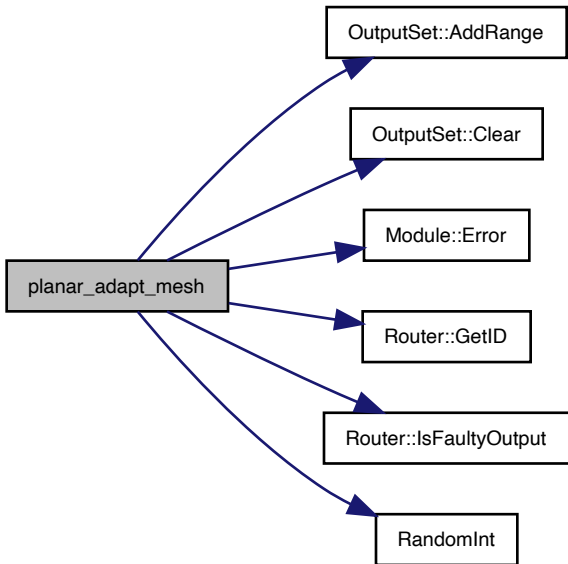 OutputSet::AddRange
OutputSet::Clear
Module::Error
planar_adapt_mesh
Router::GetID
Router::IsFaultyOutput
RandomInt